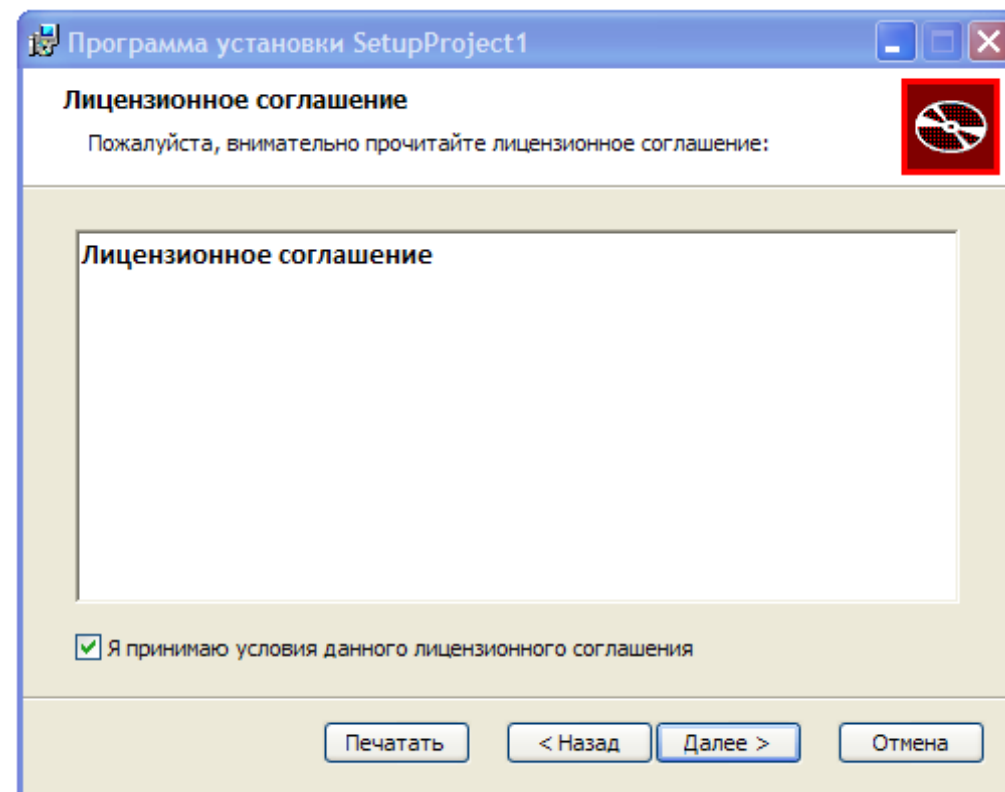 Программа установки SetupProject1
Лицензионное соглашение
Пожалуйста, внимательно прочитайте лицензионное соглашение:
Лицензионное соглашение
Я принимаю условия данного лицензионного соглашения
Печатать < Назад Далее > Отмена